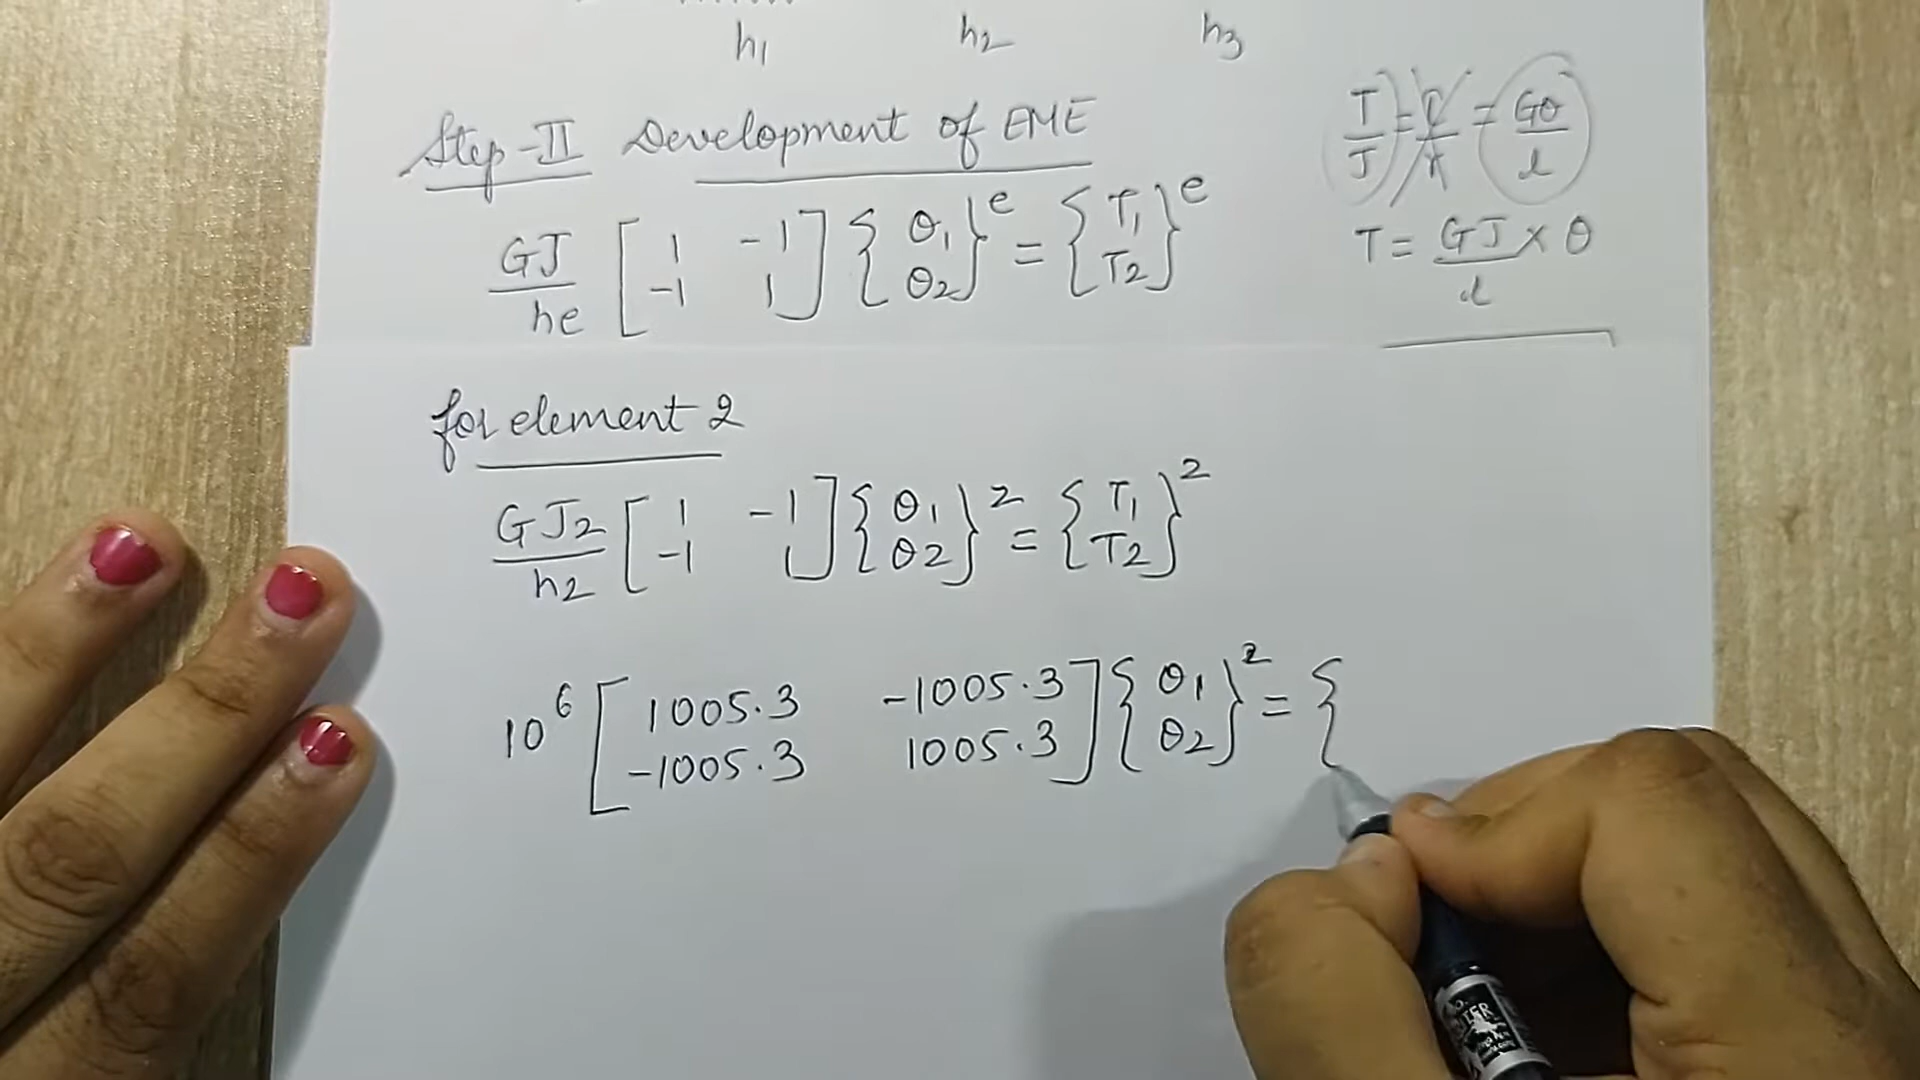 h1 h2 h3
Step-II Development of EME
GJ/he [1 -1; -1 1] {θ1; θ2}^e = {T1; T2}^e
T/J = τ/r = Gθ/l
T = GJ/l × θ
for element 2
GJ2/h2 [1 -1; -1 1] {θ1; θ2}^2 = {T1; T2}^2
10^6 [1005.3 -1005.3; -1005.3 1005.3] {θ1; θ2}^2 = {